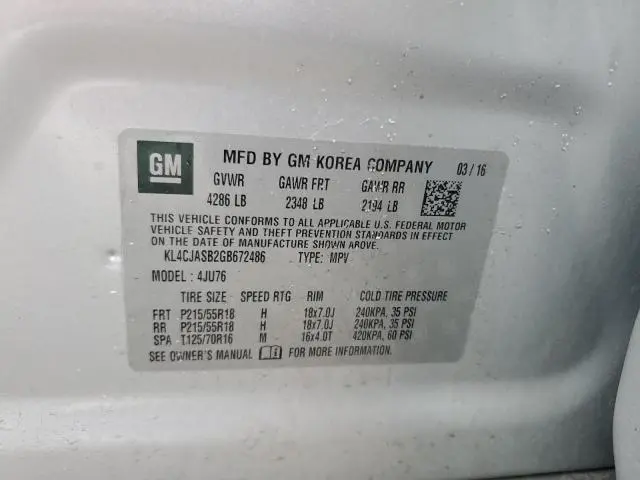 GM MFD BY GM KOREA COMPANY 03/16
GVWR GAWR FRT GAWR RR
4286 LB 2348 LB 2194 LB
THIS VEHICLE CONFORMS TO ALL APPLICABLE U.S. FEDERAL MOTOR
VEHICLE SAFETY AND THEFT PREVENTION STANDARDS IN EFFECT
ON THE DATE OF MANUFACTURE SHOWN ABOVE.
KL4CJASB2GB672486 TYPE: MPV
MODEL: 4JU76
TIRE SIZE SPEED RTG RIM COLD TIRE PRESSURE
FRT P215/55R18 H 18x7.0J 240KPA, 35 PSI
RR P215/55R18 H 18x7.0J 240KPA, 35 PSI
SPA T125/70R16 M 16x4.0T 420KPA, 60 PSI
SEE OWNER'S MANUAL FOR MORE INFORMATION.